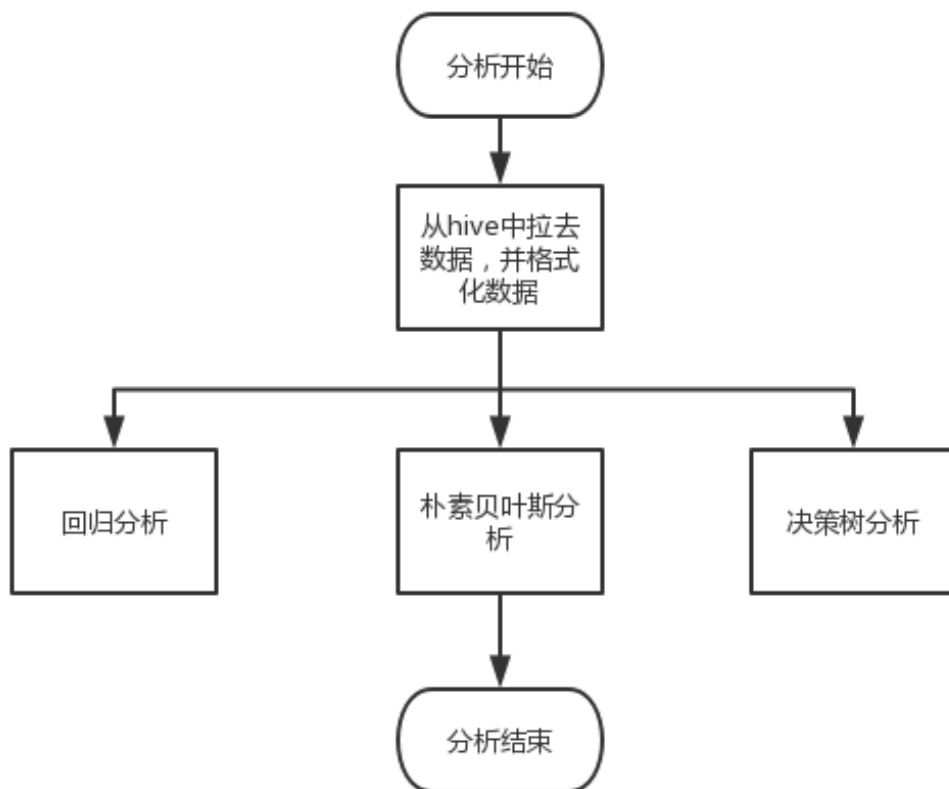 分析开始
从hive中拉去
数据，并格式
化数据
回归分析
朴素贝叶斯分
析
决策树分析
分析结束